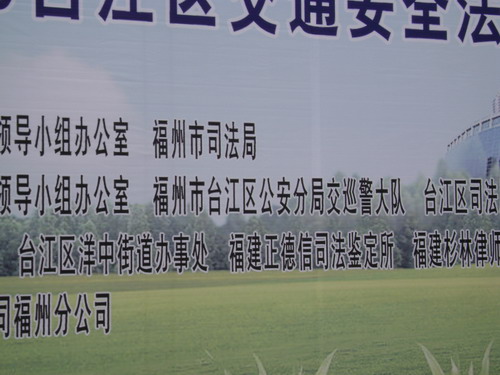 台江区交通安全法
领导小组办公室 福州市司法局
领导小组办公室 福州市台江区公安分局交巡警大队 台江区司法
台江区洋中街道办事处 福建正德信司法鉴定所 福建杉林律师
司福州分公司